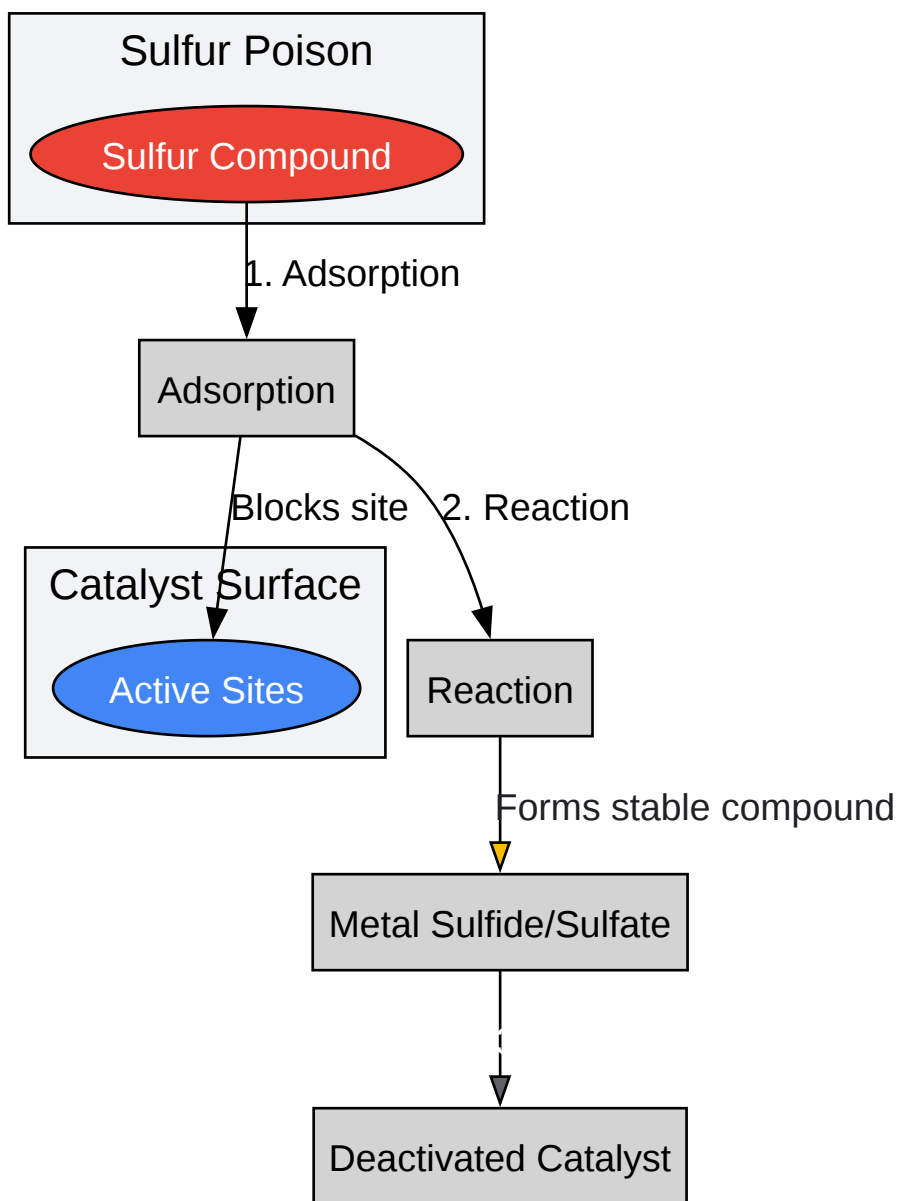 Sulfur Poison
Sulfur Compound
1. Adsorption
Adsorption
Blocks site
2. Reaction
Catalyst Surface
Active Sites
Reaction
Forms stable compound
Metal Sulfide/Sulfate
Deactivated Catalyst